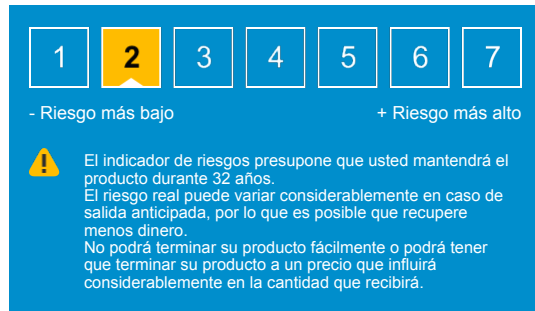 1 2 3 4 5 6 7
- Riesgo más bajo + Riesgo más alto
El indicador de riesgos presupone que usted mantendrá el
producto durante 32 años.
El riesgo real puede variar considerablemente en caso de
salida anticipada, por lo que es posible que recupere
menos dinero.
No podrá terminar su producto fácilmente o podrá tener
que terminar su producto a un precio que influirá
considerablemente en la cantidad que recibirá.